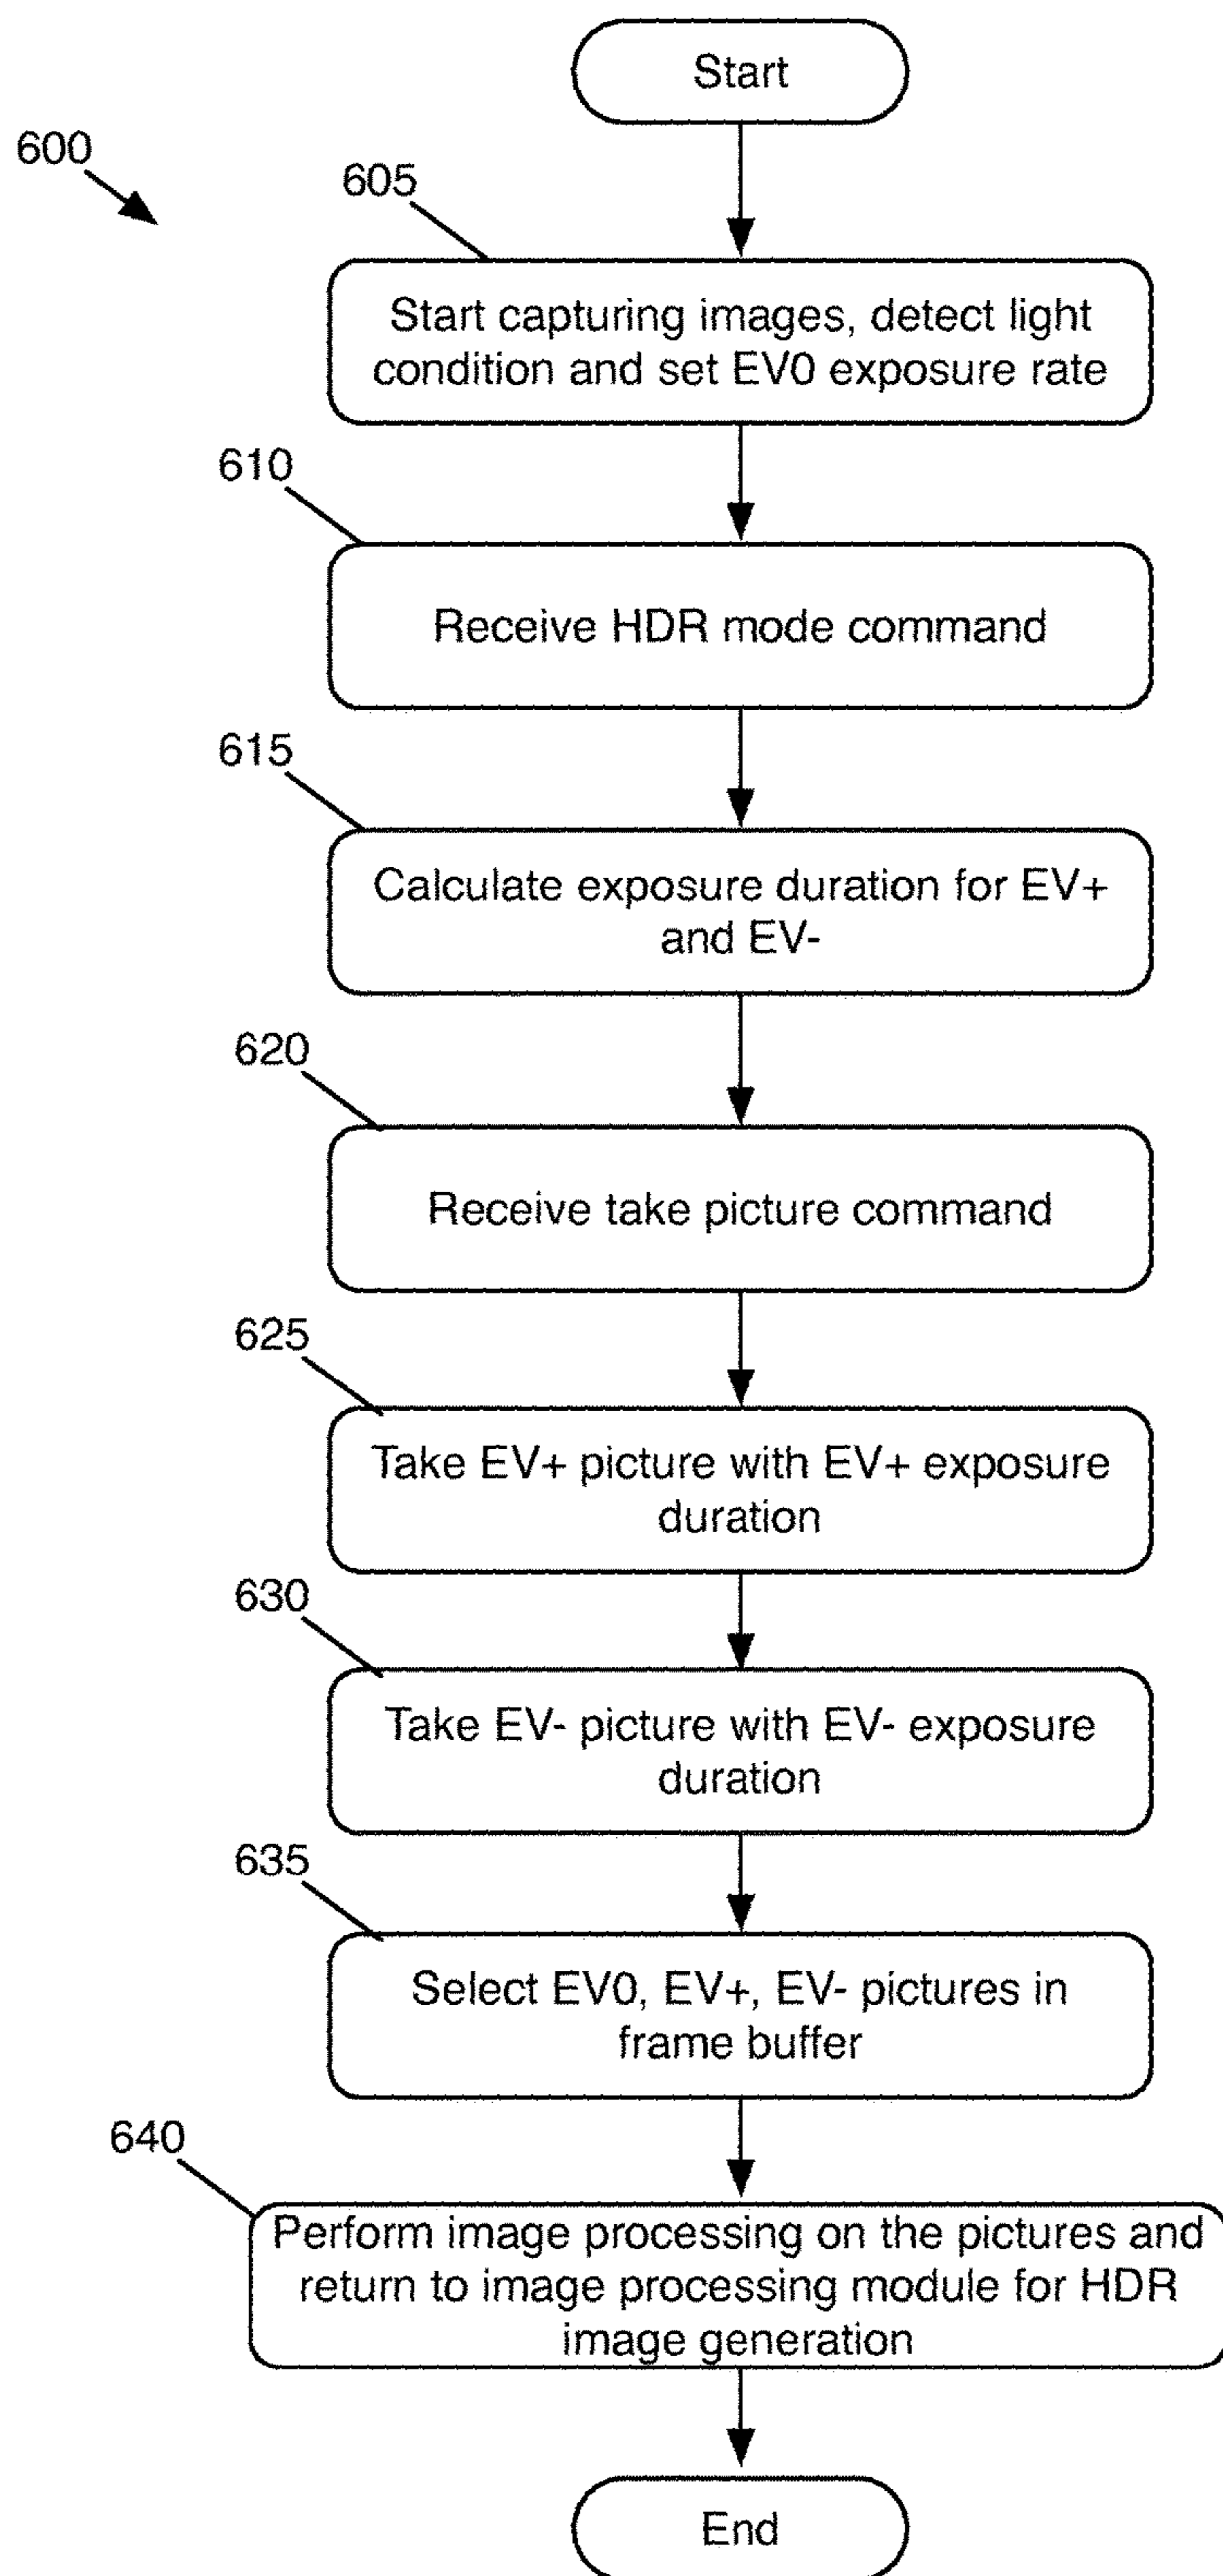 Start
600
605
Start capturing images, detect light
condition and set EV0 exposure rate
610
Receive HDR mode command
615
Calculate exposure duration for EV+
and EV-
620
Receive take picture command
625
Take EV+ picture with EV+ exposure
duration
630
Take EV- picture with EV- exposure
duration
635
Select EV0, EV+, EV- pictures in
frame buffer
640
Perform image processing on the pictures and
return to image processing module for HDR
image generation
End